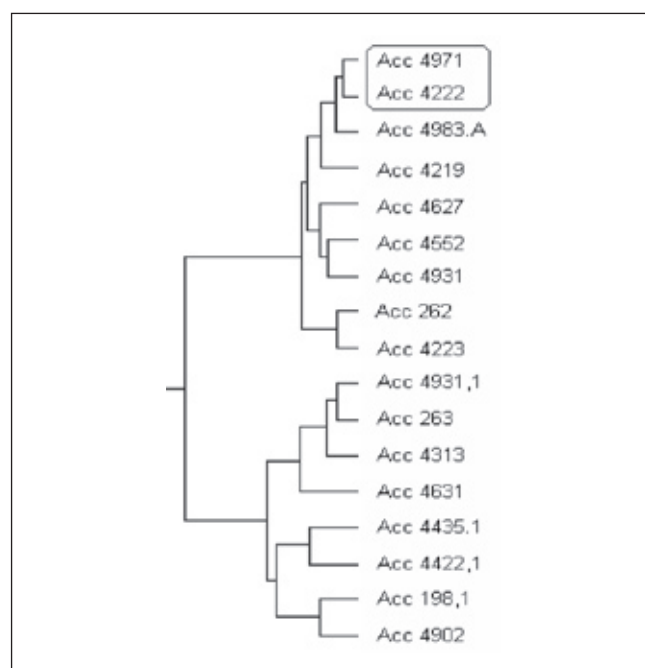 Acc 4971
Acc 4222
Acc 4983.A
Acc 4219
Acc 4627
Acc 4552
Acc 4931
Acc 262
Acc 4223
Acc 4931,1
Acc 263
Acc 4313
Acc 4631
Acc 4435.1
Acc 4422,1
Acc 198,1
Acc 4902